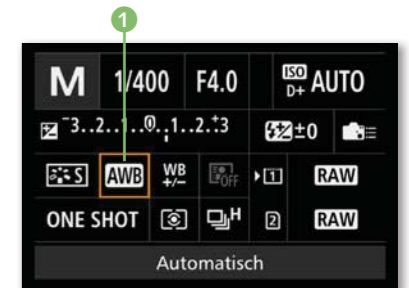 1
M 1/400 F4.0 ISO D+ AUTO
-3..2..1..0..1..2.+3 ±0
S AWB WB +/- OFF 1 RAW
ONE SHOT H 2 RAW
Automatisch